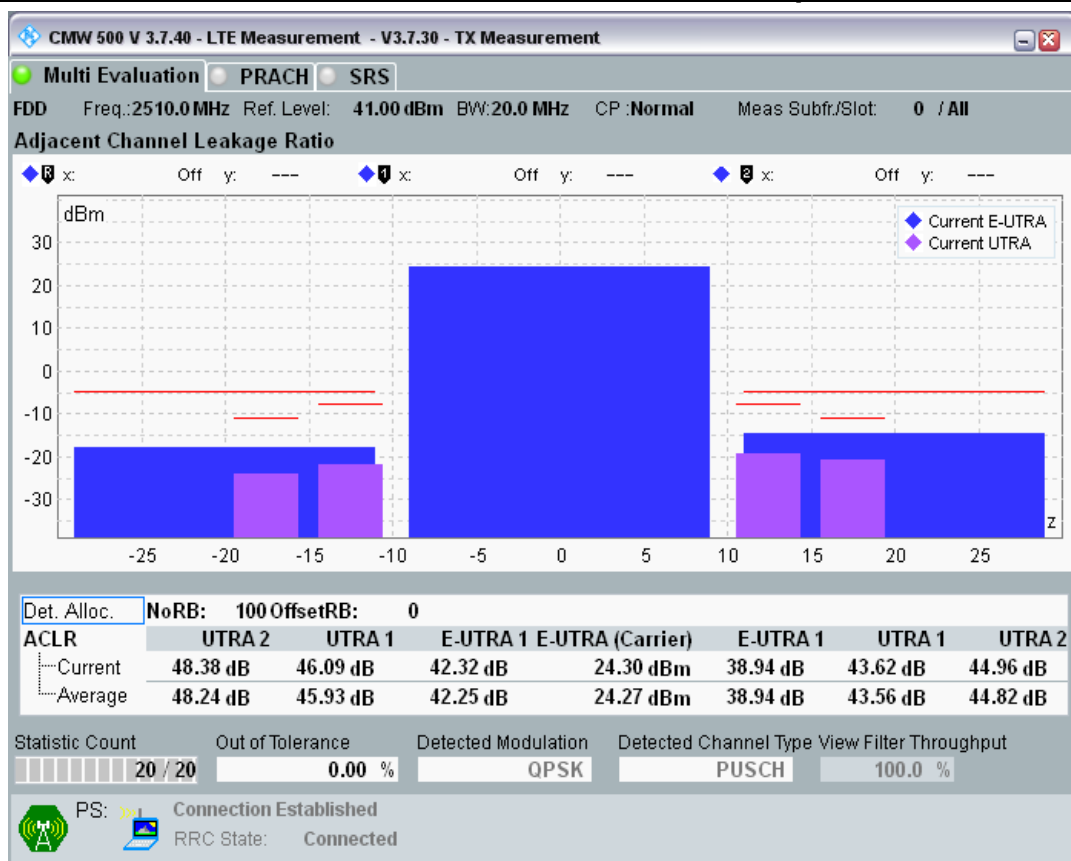 CMW 500 V 3.7.40 - LTE Measurement - V3.7.30 - TX Measurement
Multi Evaluation PRACH SRS
FDD Freq.:2510.0 MHz Ref. Level: 41.00 dBm BW:20.0 MHz CP :Normal Meas Subfr./Slot: 0 / All
Adjacent Channel Leakage Ratio
R x: Off y: --- 1 x: Off y: --- 2 x: Off y: ---
dBm
Current E-UTRA
Current UTRA
30
20
10
0
-10
-20
-30
z
-25 -20 -15 -10 -5 0 5 10 15 20 25
Det. Alloc. NoRB: 100 OffsetRB: 0
ACLR UTRA 2 UTRA 1 E-UTRA 1 E-UTRA (Carrier) E-UTRA 1 UTRA 1 UTRA 2
Current 48.38 dB 46.09 dB 42.32 dB 24.30 dBm 38.94 dB 43.62 dB 44.96 dB
Average 48.24 dB 45.93 dB 42.25 dB 24.27 dBm 38.94 dB 43.56 dB 44.82 dB
Statistic Count Out of Tolerance Detected Modulation Detected Channel Type View Filter Throughput
20 / 20 0.00 % QPSK PUSCH 100.0 %
PS: Connection Established
RRC State: Connected